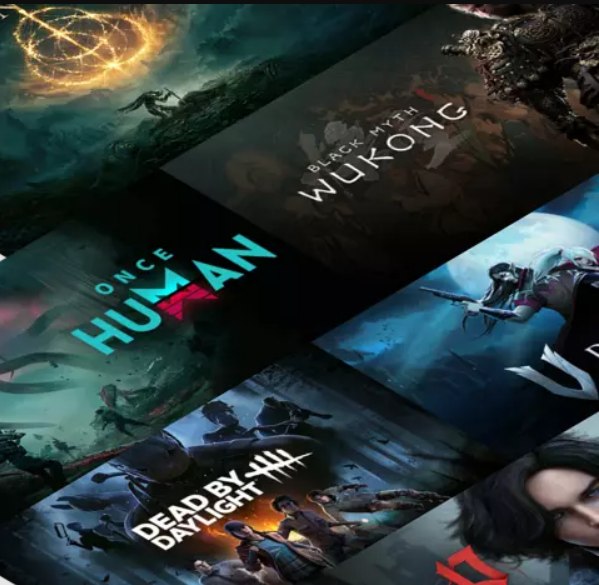 BLACK MYTH
WUKONG
ONCE
HUMAN
V
DEAD BY
DAYLIGHT